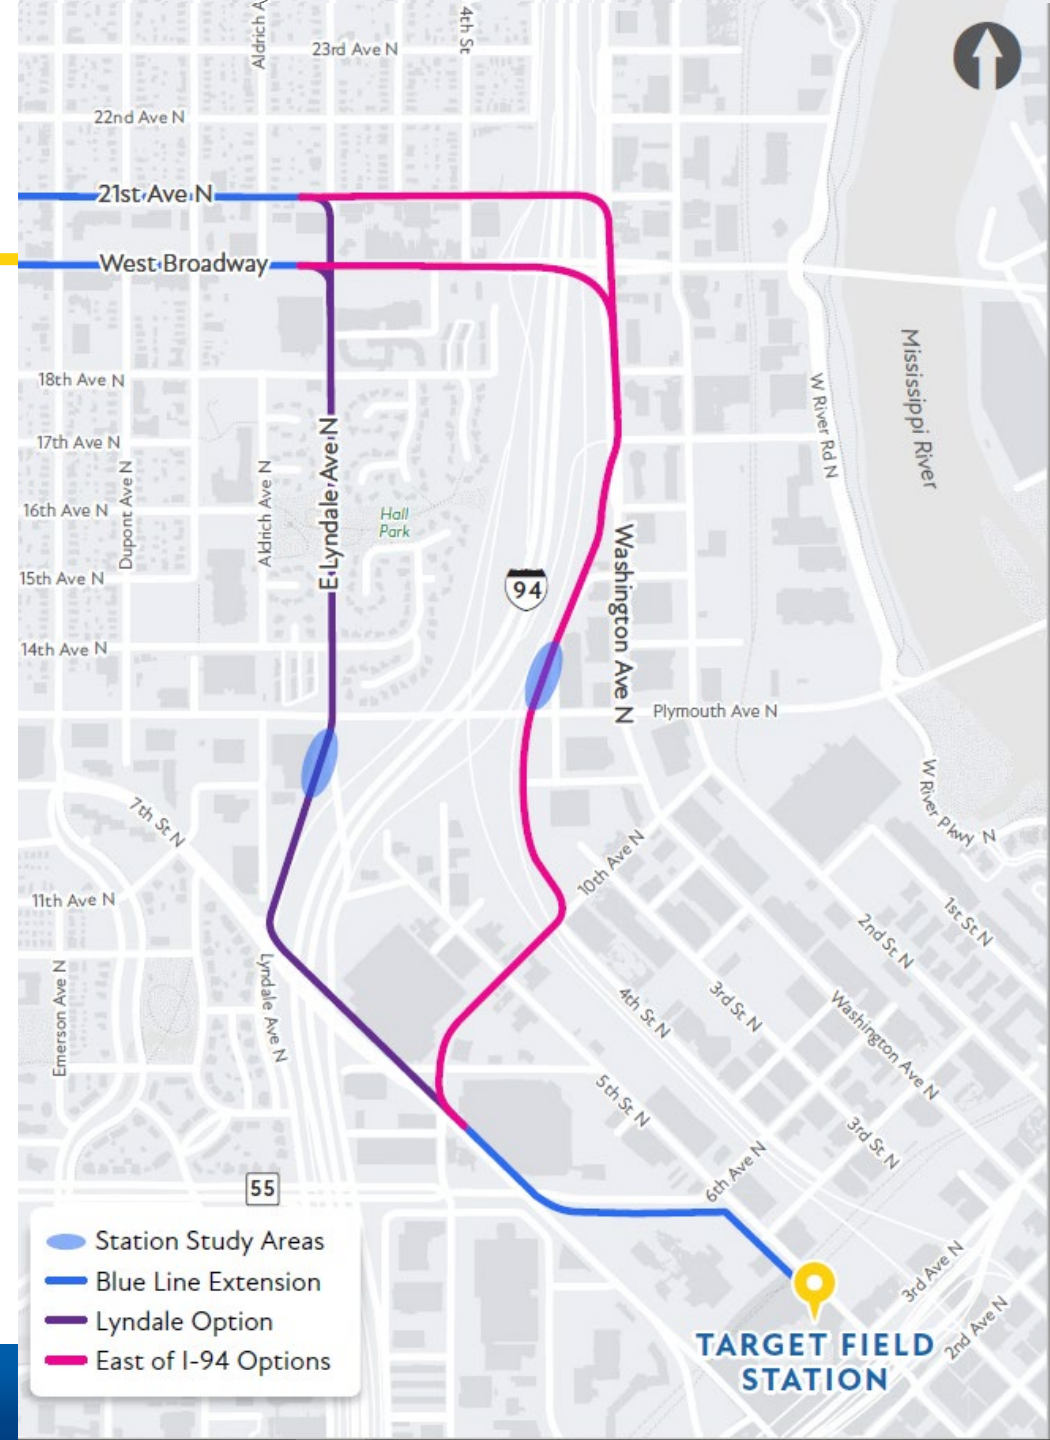 Aldrich A
4th St
23rd Ave N
22nd Ave N
21st Ave N
West Broadway
Mississippi River
W River Rd N
18th Ave N
17th Ave N
Dupont Ave N
Aldrich Ave N
E Lyndale Ave N
16th Ave N
Hall
Park
Washington Ave N
15th Ave N
94
14th Ave N
Plymouth Ave N
W River Pkwy N
7th St N
10th Ave N
11th Ave N
1st St N
2nd St N
Emerson Ave N
Lyndale Ave N
4th St N
3rd St N
Washington Ave N
5th St N
3rd St N
6th Ave N
55
3rd Ave N
2nd Ave N
Station Study Areas
Blue Line Extension
Lyndale Option
East of I-94 Options
TARGET FIELD
STATION